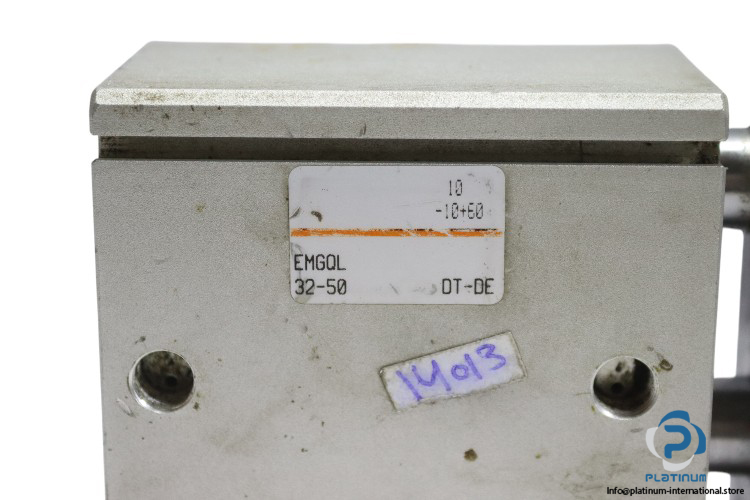 10
-10+60
EMGQL
32-50 DT-DE
14013
PLATINUM
Info@platinum-international.store